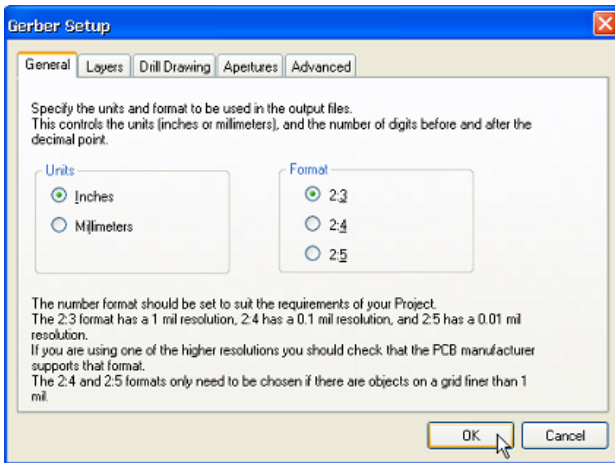 Gerber Setup
General Layers Drill Drawing Apertures Advanced
Specify the units and format to be used in the output files.
This controls the units (inches or millimeters), and the number of digits before and after the
decimal point.
Units
Inches
Millimeters
Format
2:3
2:4
2:5
The number format should be set to suit the requirements of your Project.
The 2:3 format has a 1 mil resolution, 2:4 has a 0.1 mil resolution, and 2:5 has a 0.01 mil
resolution.
If you are using one of the higher resolutions you should check that the PCB manufacturer
supports that format.
The 2:4 and 2:5 formats only need to be chosen if there are objects on a grid finer than 1
mil.
OK Cancel